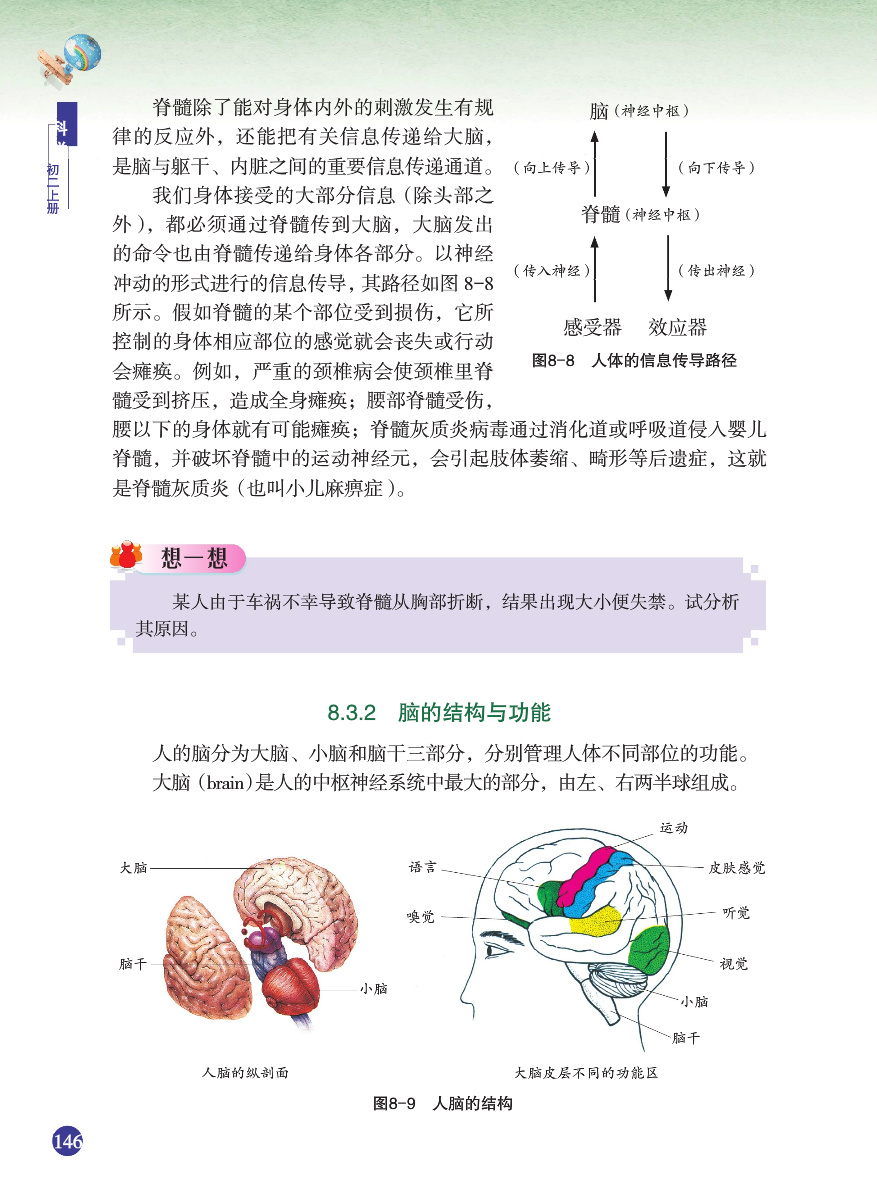 科
初二上册
脊髓除了能对身体内外的刺激发生有规
律的反应外，还能把有关信息传递给大脑，
是脑与躯干、内脏之间的重要信息传递通道。
我们身体接受的大部分信息（除头部之
外），都必须通过脊髓传到大脑，大脑发出
的命令也由脊髓传递给身体各部分。以神经
冲动的形式进行的信息传导，其路径如图 8-8
所示。假如脊髓的某个部位受到损伤，它所
控制的身体相应部位的感觉就会丧失或行动
会瘫痪。例如，严重的颈椎病会使颈椎里脊
髓受到挤压，造成全身瘫痪；腰部脊髓受伤，
腰以下的身体就有可能瘫痪；脊髓灰质炎病毒通过消化道或呼吸道侵入婴儿
脊髓，并破坏脊髓中的运动神经元，会引起肢体萎缩、畸形等后遗症，这就
是脊髓灰质炎（也叫小儿麻痹症）。
脑（神经中枢）
（向上传导） （向下传导）
脊髓（神经中枢）
（传入神经） （传出神经）
感受器 效应器
图8-8 人体的信息传导路径
想一想
某人由于车祸不幸导致脊髓从胸部折断，结果出现大小便失禁。试分析
其原因。
8.3.2 脑的结构与功能
人的脑分为大脑、小脑和脑干三部分，分别管理人体不同部位的功能。
大脑（brain）是人的中枢神经系统中最大的部分，由左、右两半球组成。
大脑
脑干
小脑
人脑的纵剖面
运动
语言
皮肤感觉
嗅觉
听觉
视觉
小脑
脑干
大脑皮层不同的功能区
图8-9 人脑的结构
146